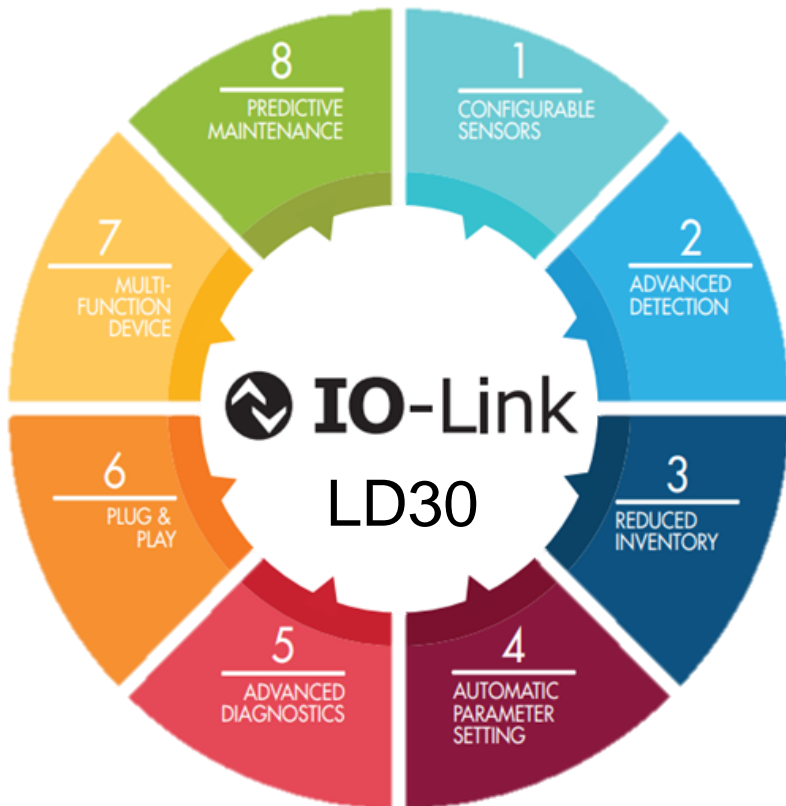 1
CONFIGURABLE
SENSORS
2
ADVANCED
DETECTION
3
REDUCED
INVENTORY
4
AUTOMATIC
PARAMETER
SETTING
5
ADVANCED
DIAGNOSTICS
6
PLUG &
PLAY
7
MULTI-
FUNCTION
DEVICE
8
PREDICTIVE
MAINTENANCE
IO-Link
LD30